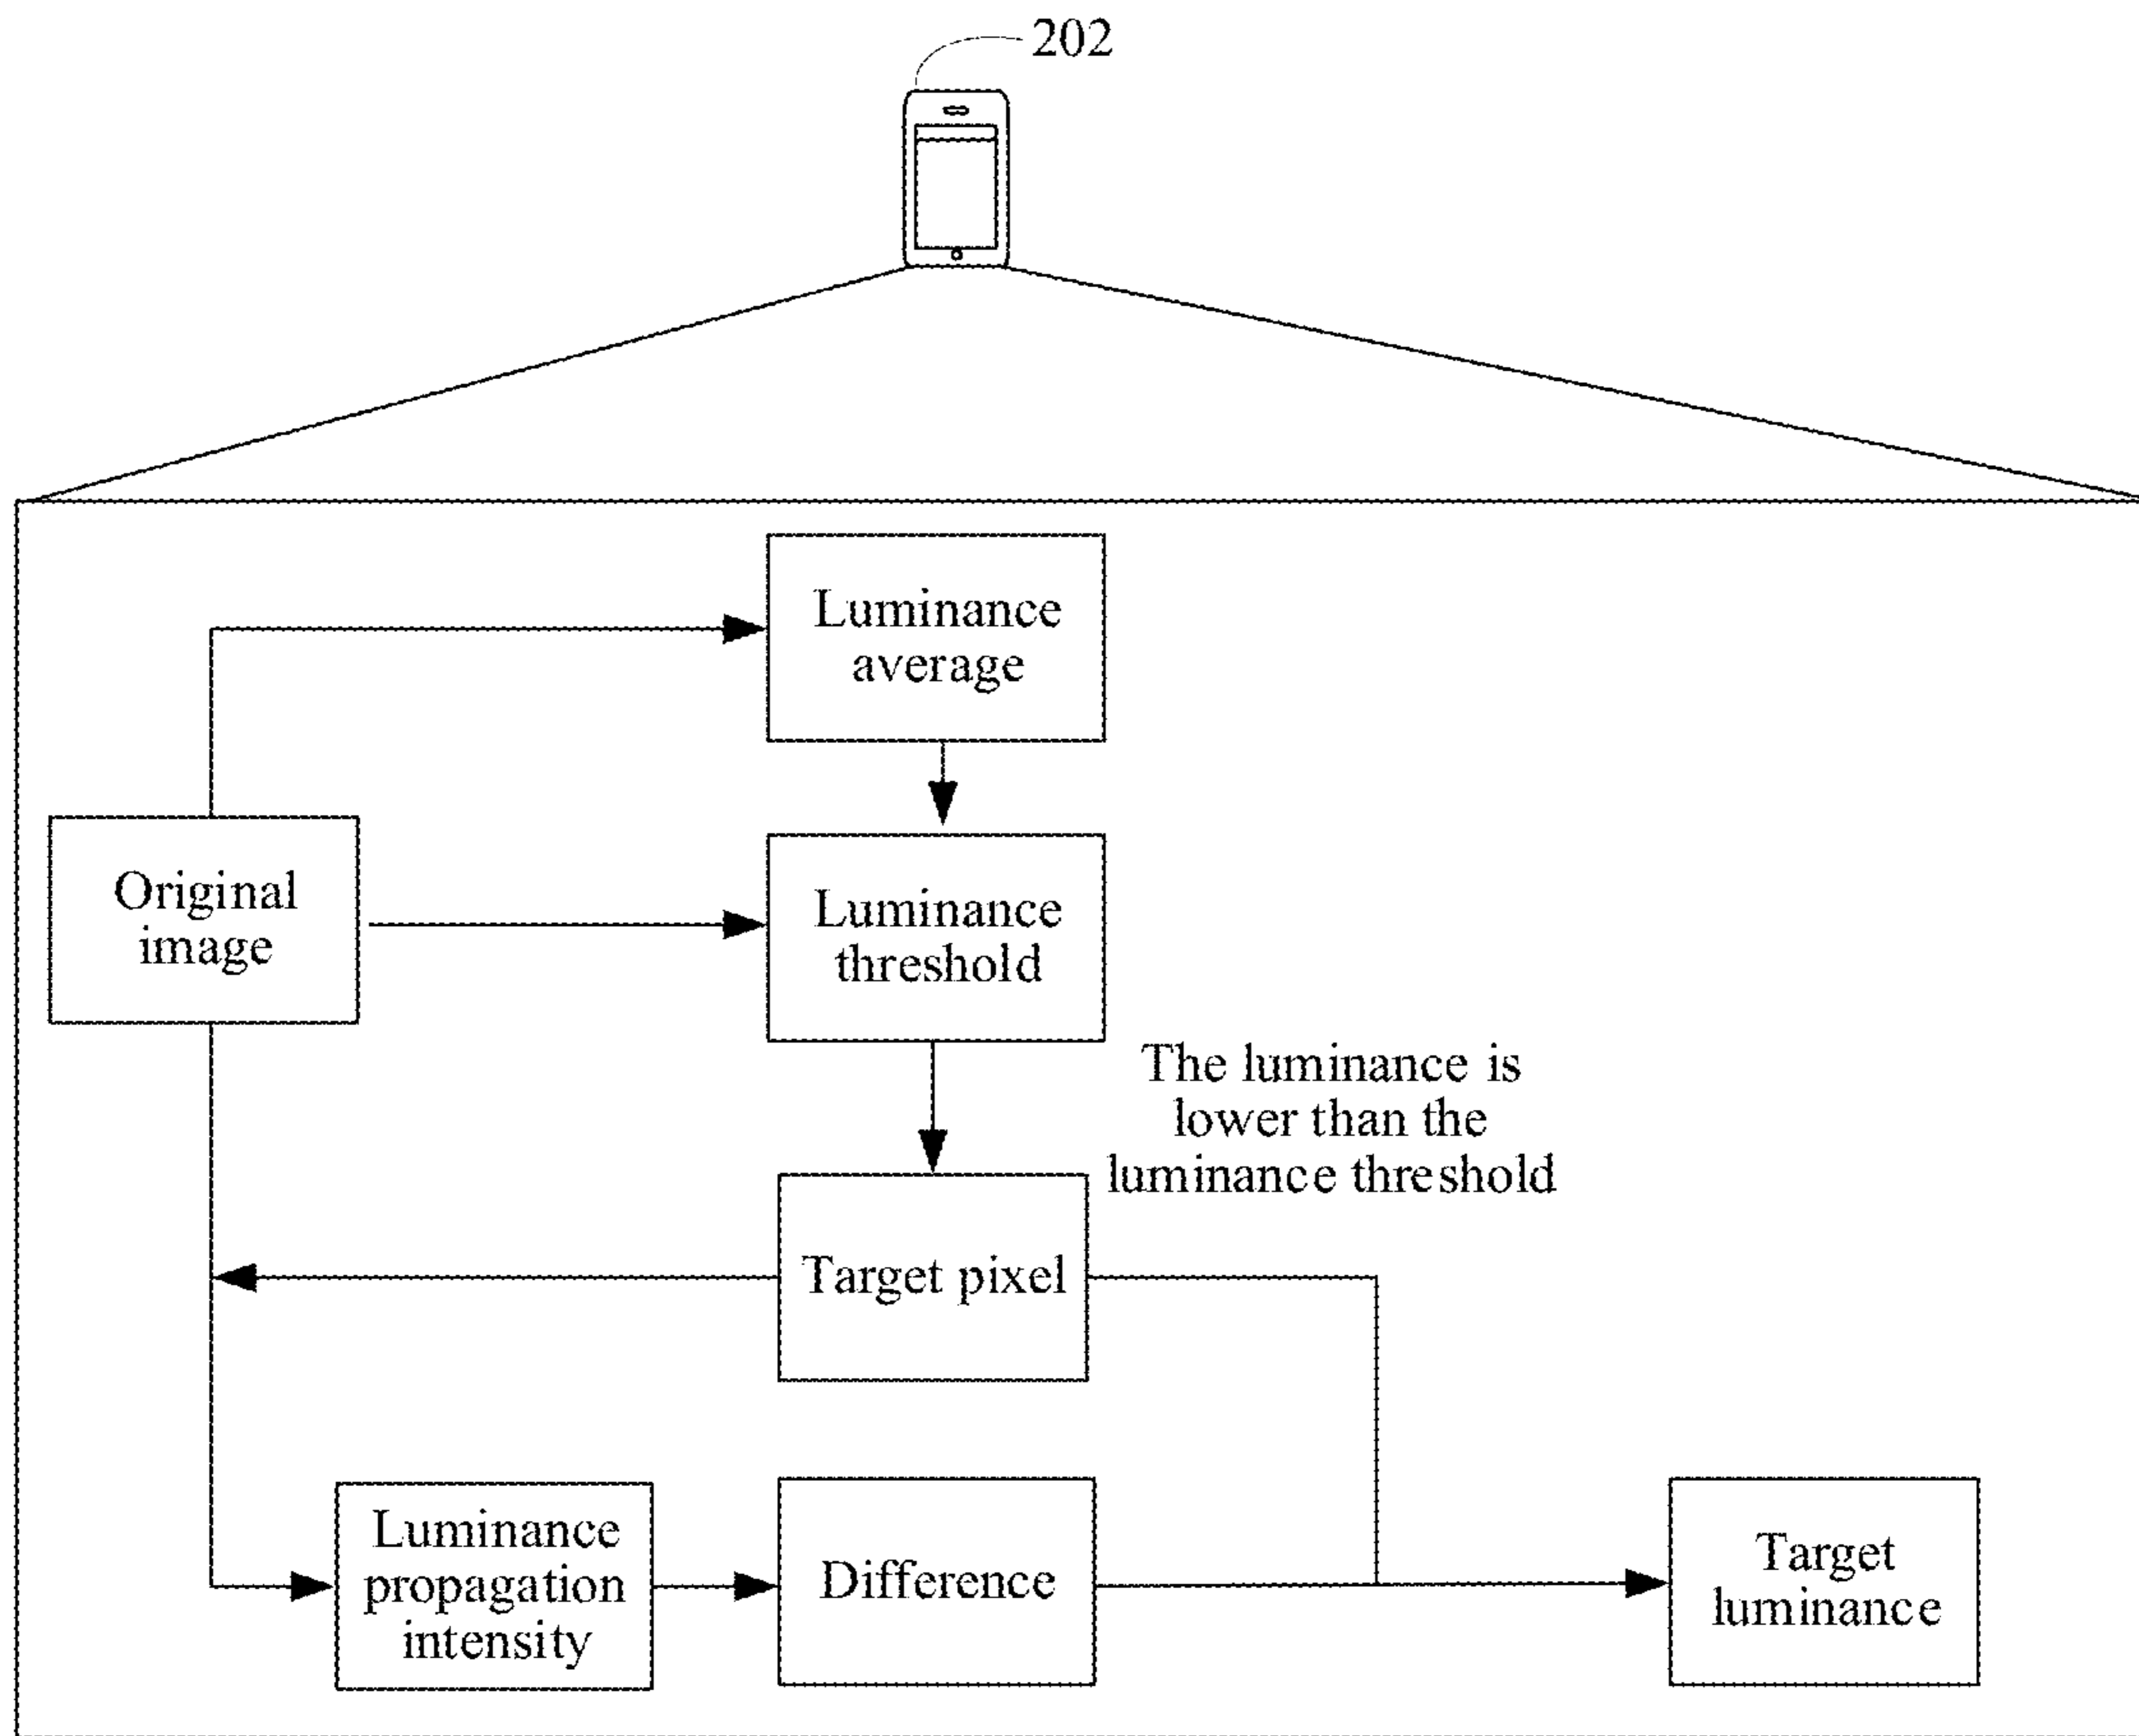 202
Luminance
average
Original
image
Luminance
threshold
The luminance is
lower than the
luminance threshold
Target pixel
Luminance
propagation
intensity
Difference
Target
luminance